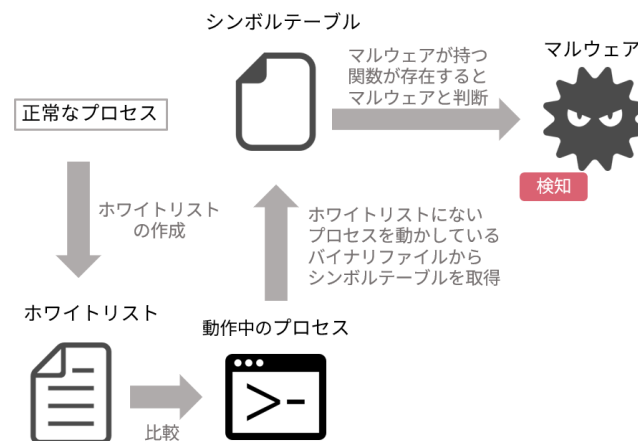 シンボルテーブル
マルウェアが持つ
関数が存在すると
マルウェアと判断
マルウェア
検知
正常なプロセス
ホワイトリスト
の作成
ホワイトリストにない
プロセスを動かしている
バイナリファイルから
シンボルテーブルを取得
ホワイトリスト
動作中のプロセス
>-
比較